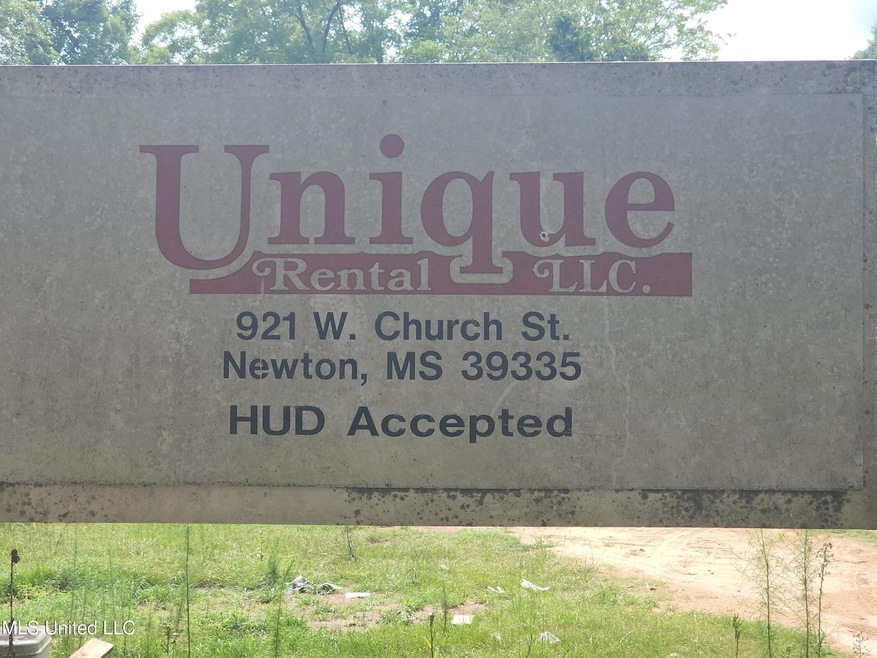 Unique
Rental LLC.
921 W. Church St.
Newton, MS 39335
HUD Accepted
MLS United LLC